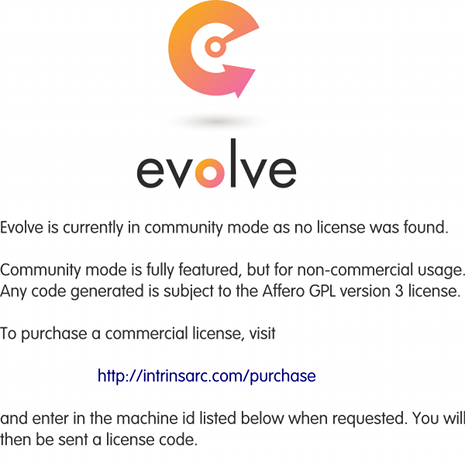 evolve
Evolve is currently in community mode as no license was found.
Community mode is fully featured, but for non-commercial usage.
Any code generated is subject to the Affero GPL version 3 license.
To purchase a commercial license, visit
http://intrinsarc.com/purchase
and enter in the machine id listed below when requested. You will
then be sent a license code.